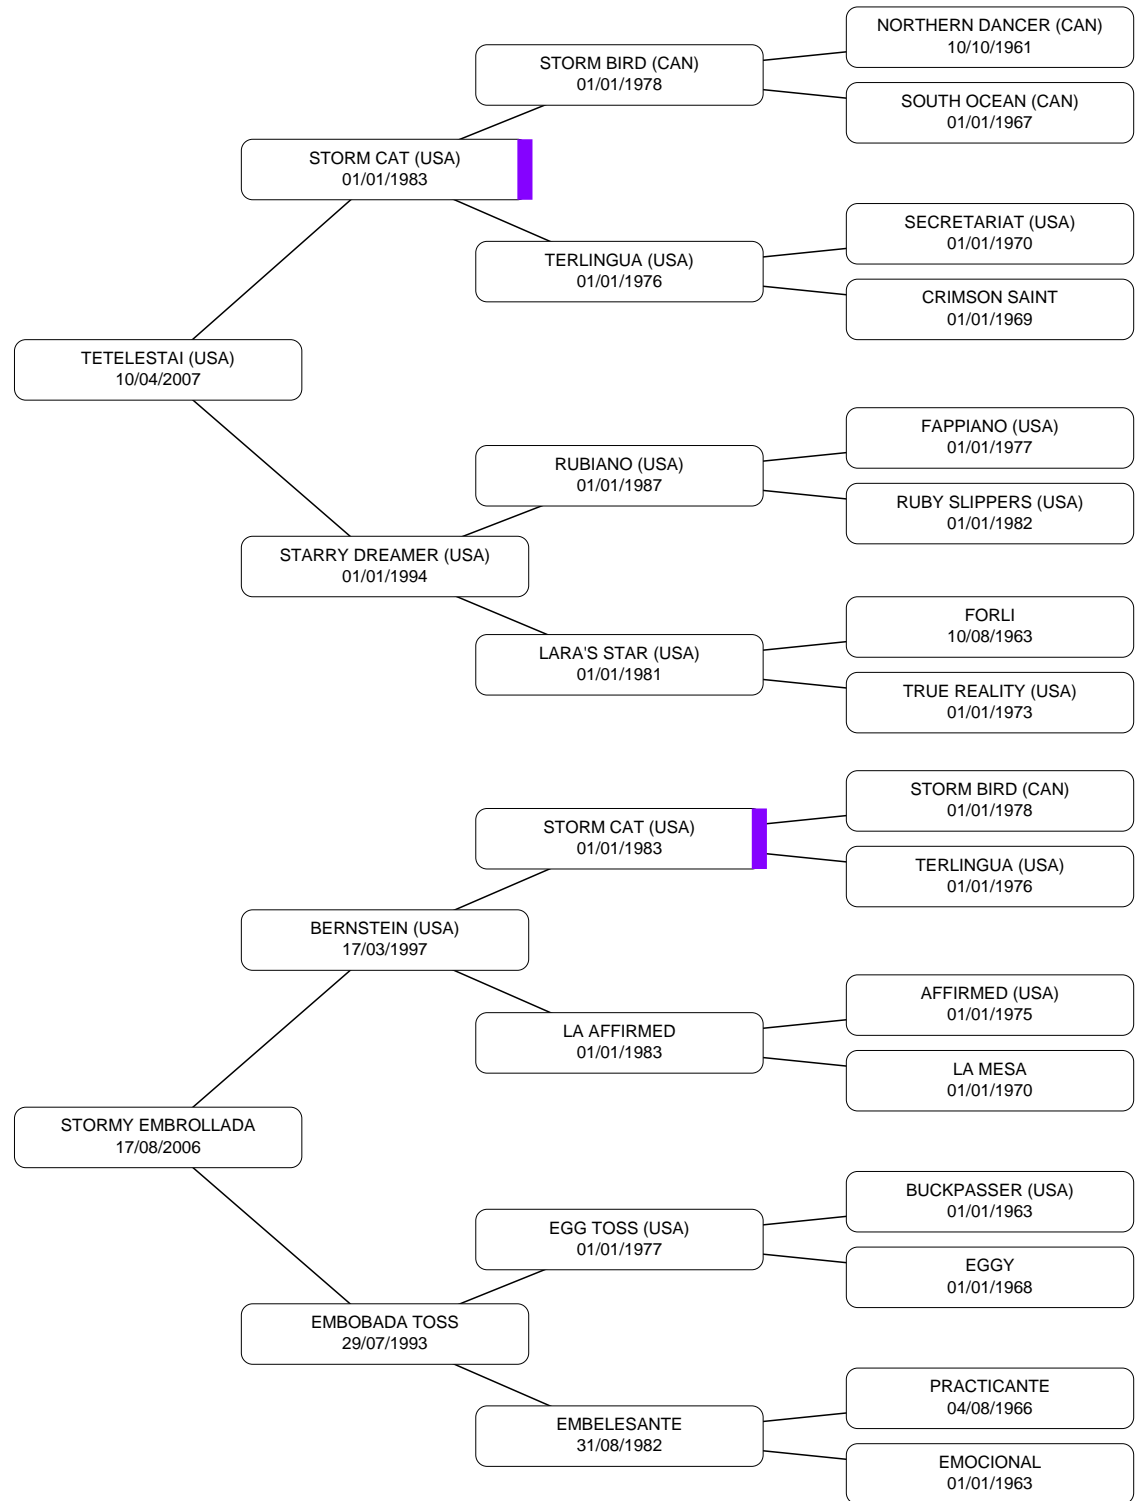 NORTHERN DANCER (CAN)
10/10/1961
STORM BIRD (CAN)
01/01/1978
SOUTH OCEAN (CAN)
01/01/1967
STORM CAT (USA)
01/01/1983
SECRETARIAT (USA)
01/01/1970
TERLINGUA (USA)
01/01/1976
CRIMSON SAINT
01/01/1969
TETELESTAI (USA)
10/04/2007
FAPPIANO (USA)
01/01/1977
RUBIANO (USA)
01/01/1987
RUBY SLIPPERS (USA)
01/01/1982
STARRY DREAMER (USA)
01/01/1994
FORLI
10/08/1963
LARA'S STAR (USA)
01/01/1981
TRUE REALITY (USA)
01/01/1973
STORM BIRD (CAN)
01/01/1978
STORM CAT (USA)
01/01/1983
TERLINGUA (USA)
01/01/1976
BERNSTEIN (USA)
17/03/1997
AFFIRMED (USA)
01/01/1975
LA AFFIRMED
01/01/1983
LA MESA
01/01/1970
STORMY EMBROLLADA
17/08/2006
BUCKPASSER (USA)
01/01/1963
EGG TOSS (USA)
01/01/1977
EGGY
01/01/1968
EMBOBADA TOSS
29/07/1993
PRACTICANTE
04/08/1966
EMBELESANTE
31/08/1982
EMOCIONAL
01/01/1963